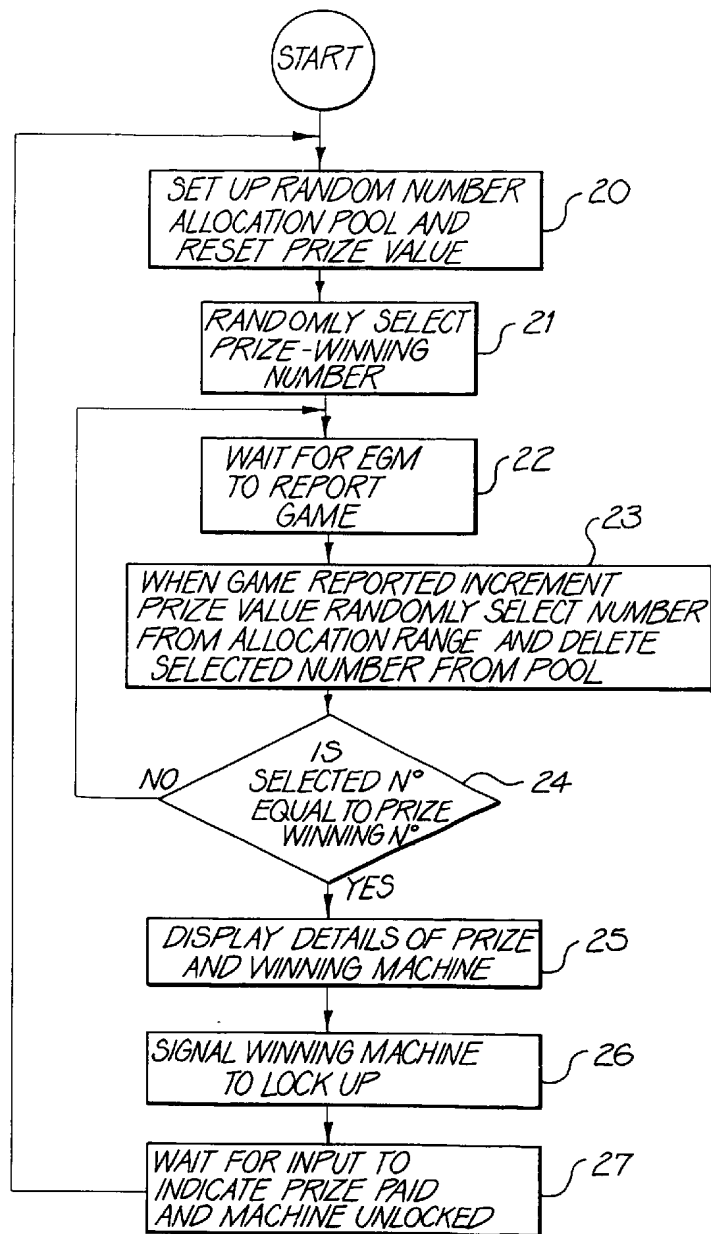 START
SET UP RANDOM NUMBER
ALLOCATION POOL AND
RESET PRIZE VALUE
20
RANDOMLY SELECT
PRIZE-WINNING
NUMBER
21
WAIT FOR EGM
TO REPORT
GAME
22
23
WHEN GAME REPORTED INCREMENT
PRIZE VALUE RANDOMLY SELECT NUMBER
FROM ALLOCATION RANGE AND DELETE
SELECTED NUMBER FROM POOL
IS
SELECTED Nº
EQUAL TO PRIZE
WINNING Nº
24
NO
YES
DISPLAY DETAILS OF PRIZE
AND WINNING MACHINE
25
SIGNAL WINNING MACHINE
TO LOCK UP
26
WAIT FOR INPUT TO
INDICATE PRIZE PAID
AND MACHINE UNLOCKED
27